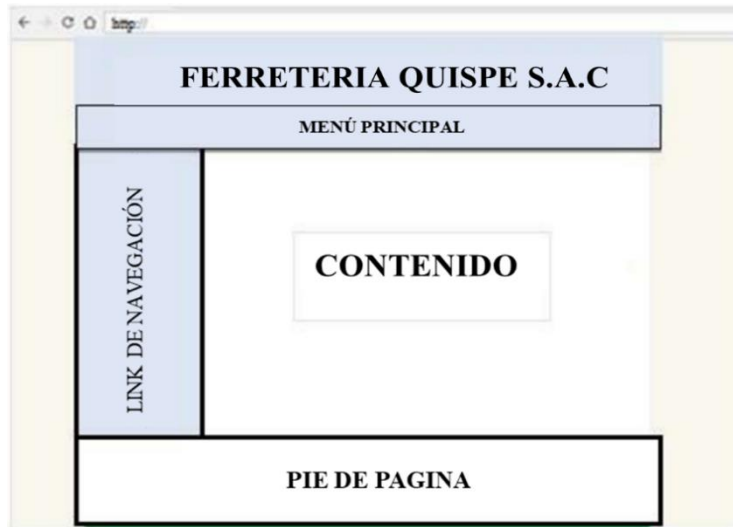 http://
FERRETERIA QUISPE S.A.C
MENÚ PRINCIPAL
LINK DE NAVEGACIÓN
CONTENIDO
PIE DE PAGINA